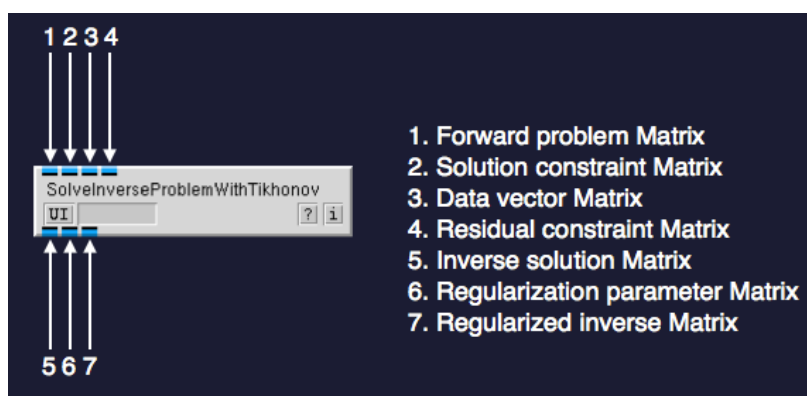 1 2 3 4
1. Forward problem Matrix
2. Solution constraint Matrix
3. Data vector Matrix
4. Residual constraint Matrix
5. Inverse solution Matrix
6. Regularization parameter Matrix
7. Regularized inverse Matrix
SolveInverseProblemWithTikhonov
UI ? i
5 6 7